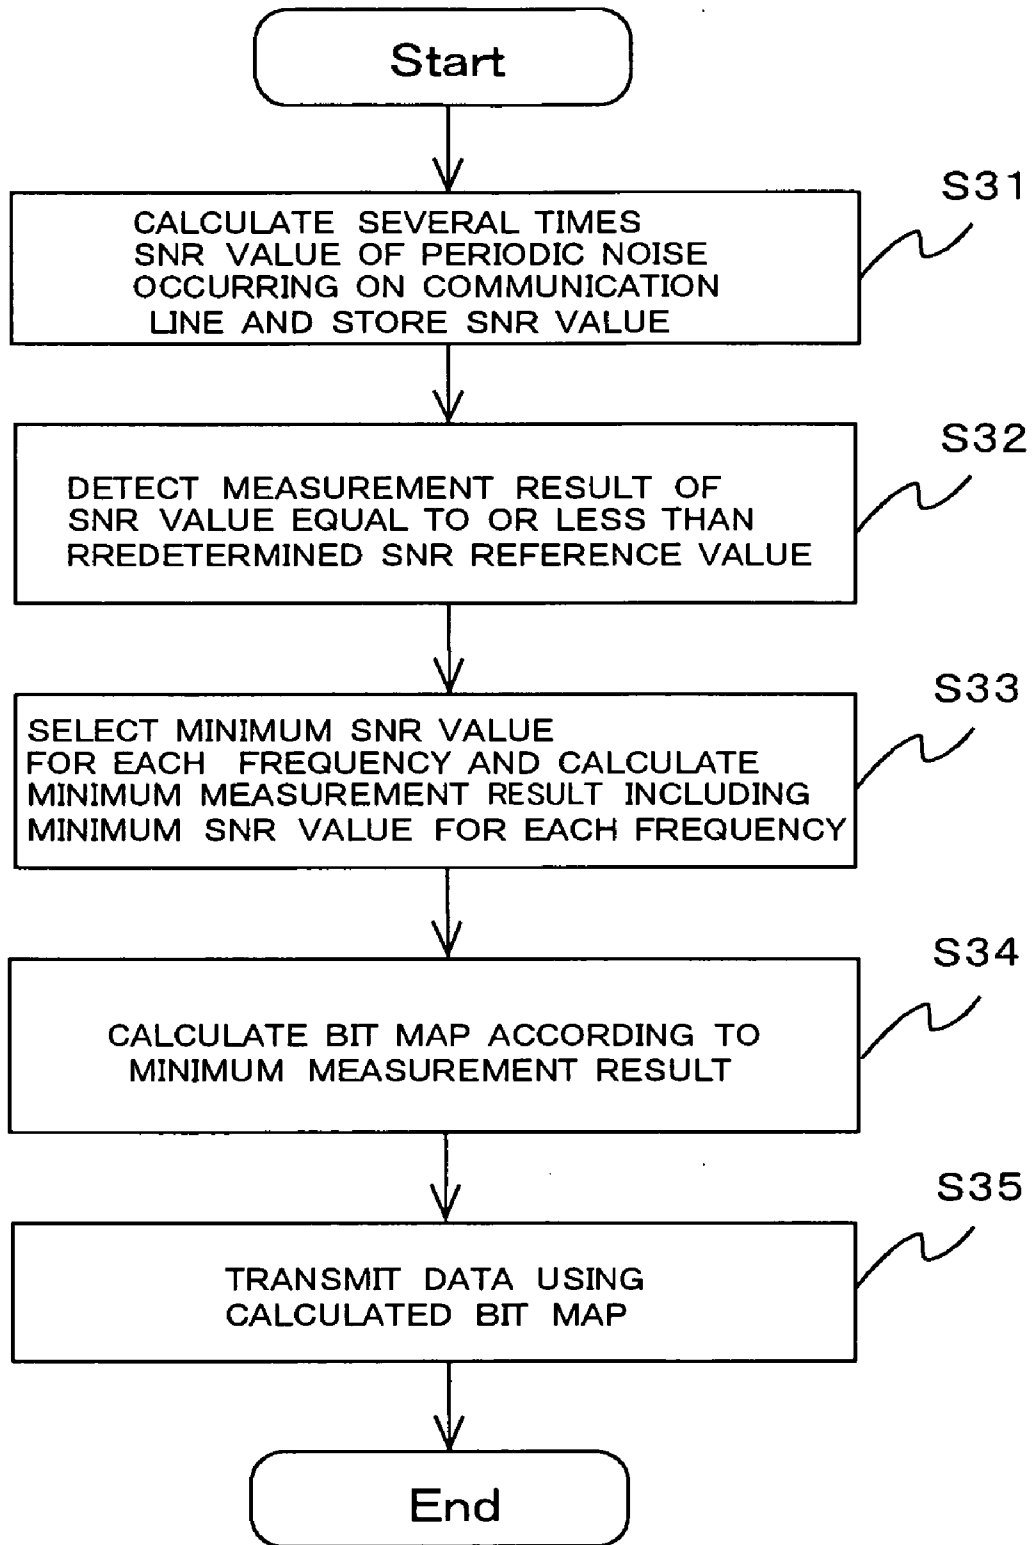 Start
S31
CALCULATE SEVERAL TIMES
SNR VALUE OF PERIODIC NOISE
OCCURRING ON COMMUNICATION
LINE AND STORE SNR VALUE
S32
DETECT MEASUREMENT RESULT OF
SNR VALUE EQUAL TO OR LESS THAN
RREDETERMINED SNR REFERENCE VALUE
S33
SELECT MINIMUM SNR VALUE
FOR EACH FREQUENCY AND CALCULATE
MINIMUM MEASUREMENT RESULT INCLUDING
MINIMUM SNR VALUE FOR EACH FREQUENCY
S34
CALCULATE BIT MAP ACCORDING TO
MINIMUM MEASUREMENT RESULT
S35
TRANSMIT DATA USING
CALCULATED BIT MAP
End